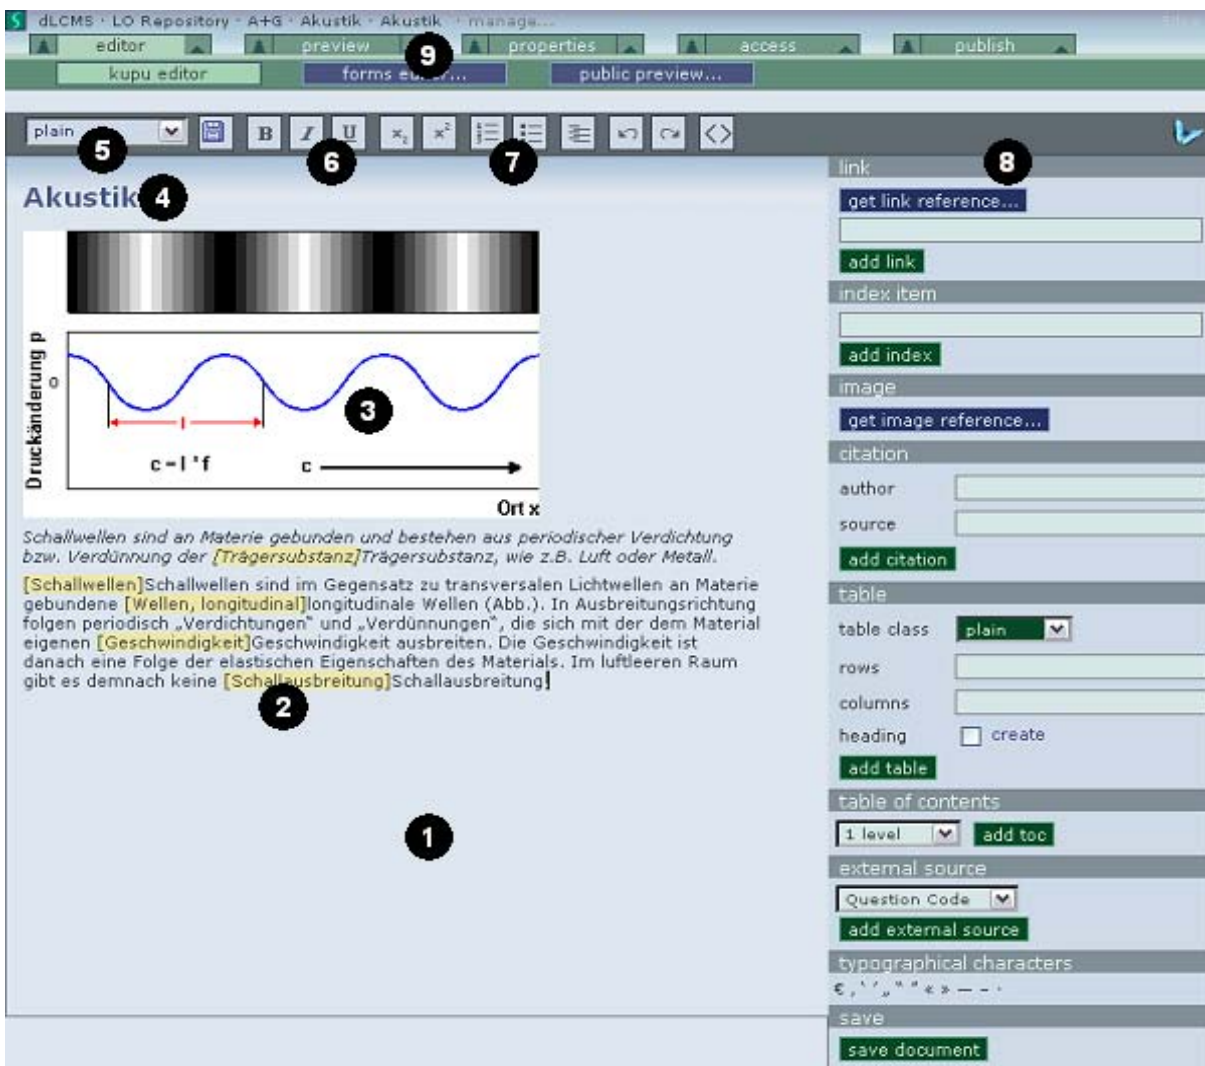 dLCMS · LO Repository · A+G · Akustik · Akustik · manage...
editor preview properties access publish
9
kupu editor forms editor... public preview...
plain B I U x₂ x²
5 6 7 8
link
Akustik 4
get link reference...
add link
index item
Druckänderung p
0
add index
image
3
l
get image reference...
c = l * f c
citation
Ort x
author
source
Schallwellen sind an Materie gebunden und bestehen aus periodischer Verdichtung
bzw. Verdünnung der [Trägersubstanz]Trägersubstanz, wie z.B. Luft oder Metall.
add citation
[Schallwellen]Schallwellen sind im Gegensatz zu transversalen Lichtwellen an Materie
gebundene [Wellen, longitudinal]longitudinale Wellen (Abb.). In Ausbreitungsrichtung
folgen periodisch „Verdichtungen“ und „Verdünnungen“, die sich mit der dem Material
eigenen [Geschwindigkeit]Geschwindigkeit ausbreiten. Die Geschwindigkeit ist
danach eine Folge der elastischen Eigenschaften des Materials. Im luftleeren Raum
gibt es demnach keine [Schallausbreitung]Schallausbreitung.
2
table
table class plain
rows
columns
heading create
add table
table of contents
1 level add toc
1
external source
Question Code
add external source
typographical characters
€ ‚ ‘ ’ „ “ ” « » — – ·
save
save document